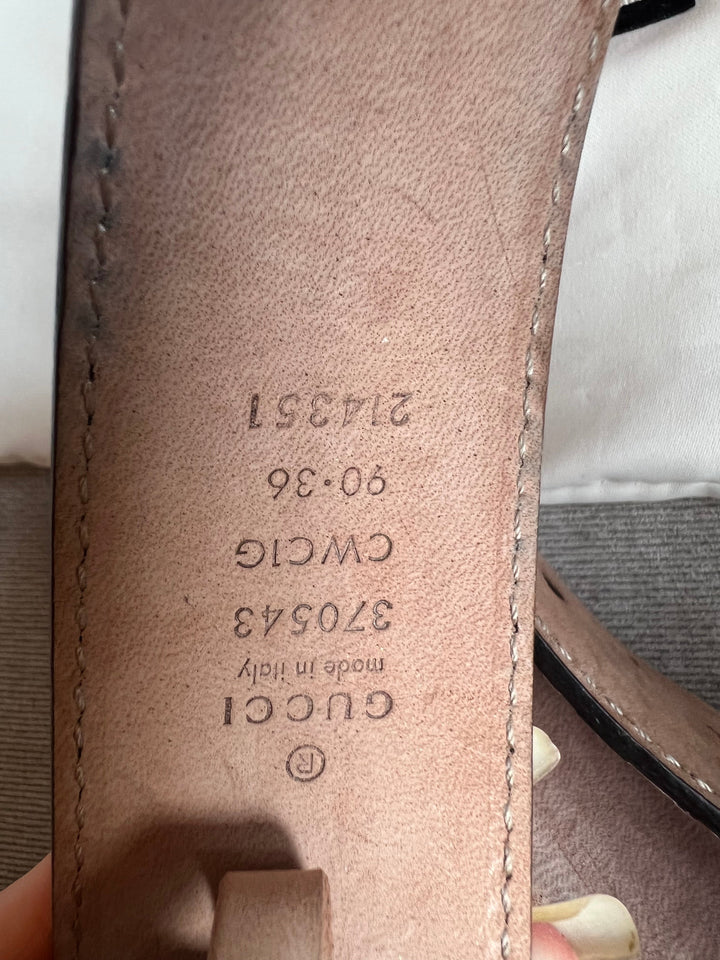 ®
GUCCI
made in italy
370543
CWC1G
90·36
214351